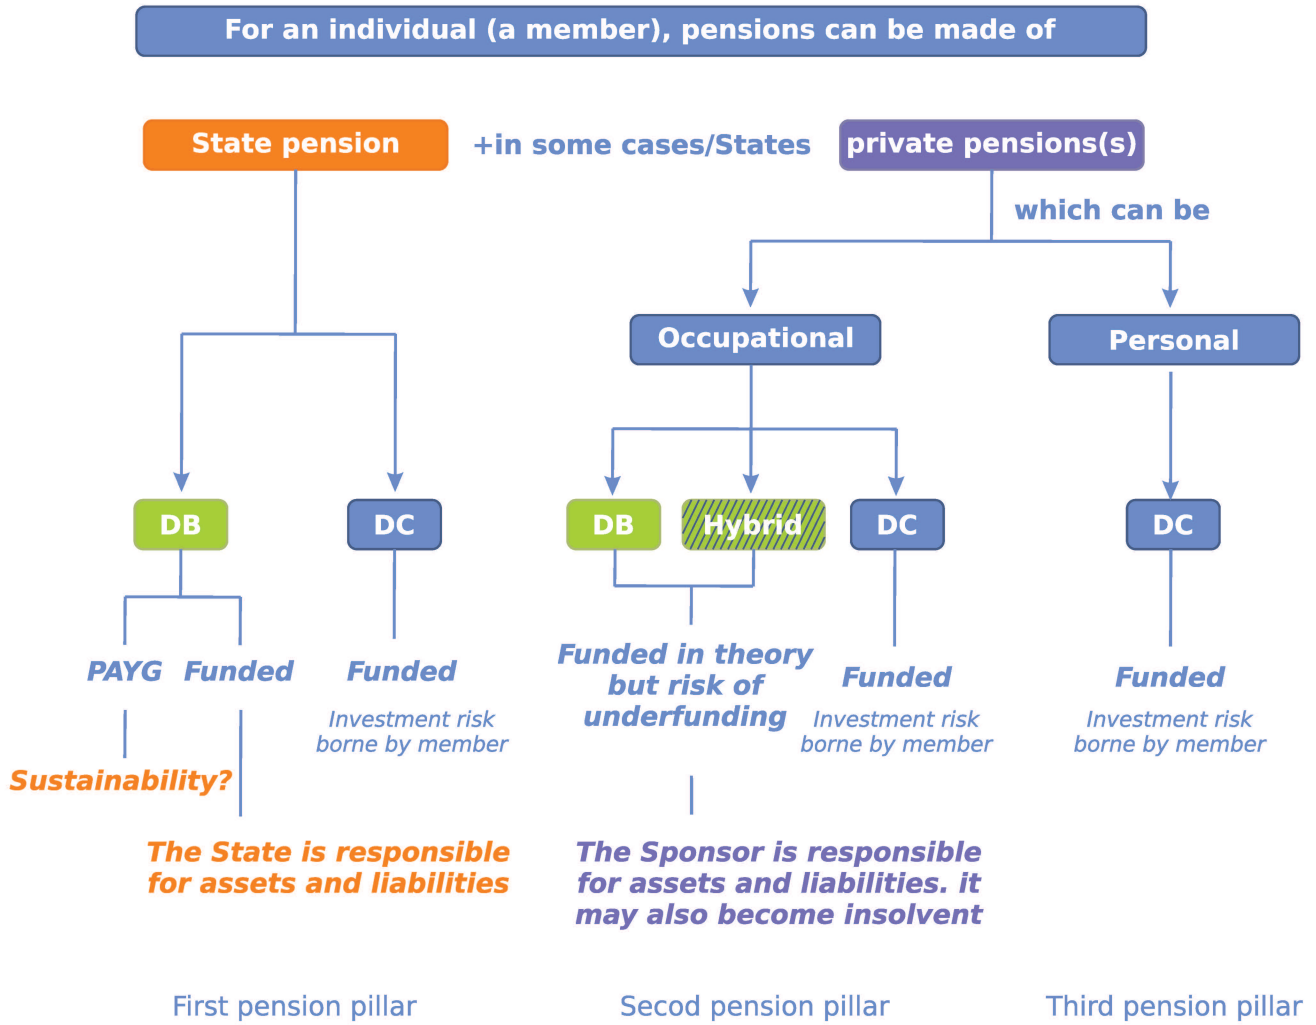 For an individual (a member), pensions can be made of
State pension
+in some cases/States
private pensions(s)
which can be
Occupational
Personal
DB
DC
DB
Hybrid
DC
DC
PAYG
Funded
Funded
Investment risk
borne by member
Funded in theory
but risk of
underfunding
Funded
Investment risk
borne by member
Funded
Investment risk
borne by member
Sustainability?
The State is responsible
for assets and liabilities
The Sponsor is responsible
for assets and liabilities. it
may also become insolvent
First pension pillar
Secod pension pillar
Third pension pillar